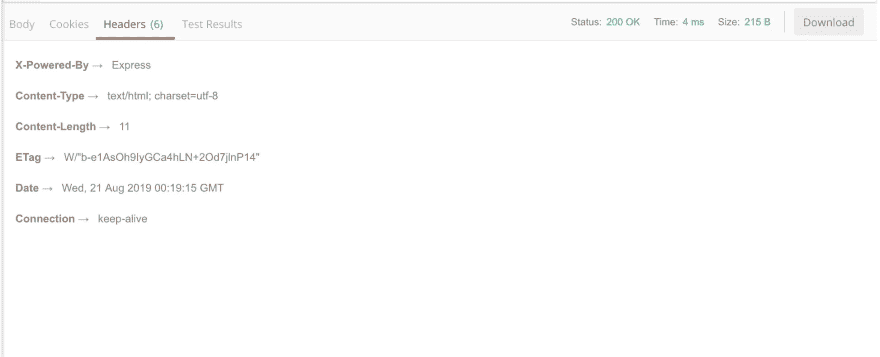 Body Cookies Headers (6) Test Results Status: 200 OK Time: 4 ms Size: 215 B Download
X-Powered-By → Express
Content-Type → text/html; charset=utf-8
Content-Length → 11
ETag → W/"b-e1AsOh9IyGCa4hLN+2Od7jlnP14"
Date → Wed, 21 Aug 2019 00:19:15 GMT
Connection → keep-alive